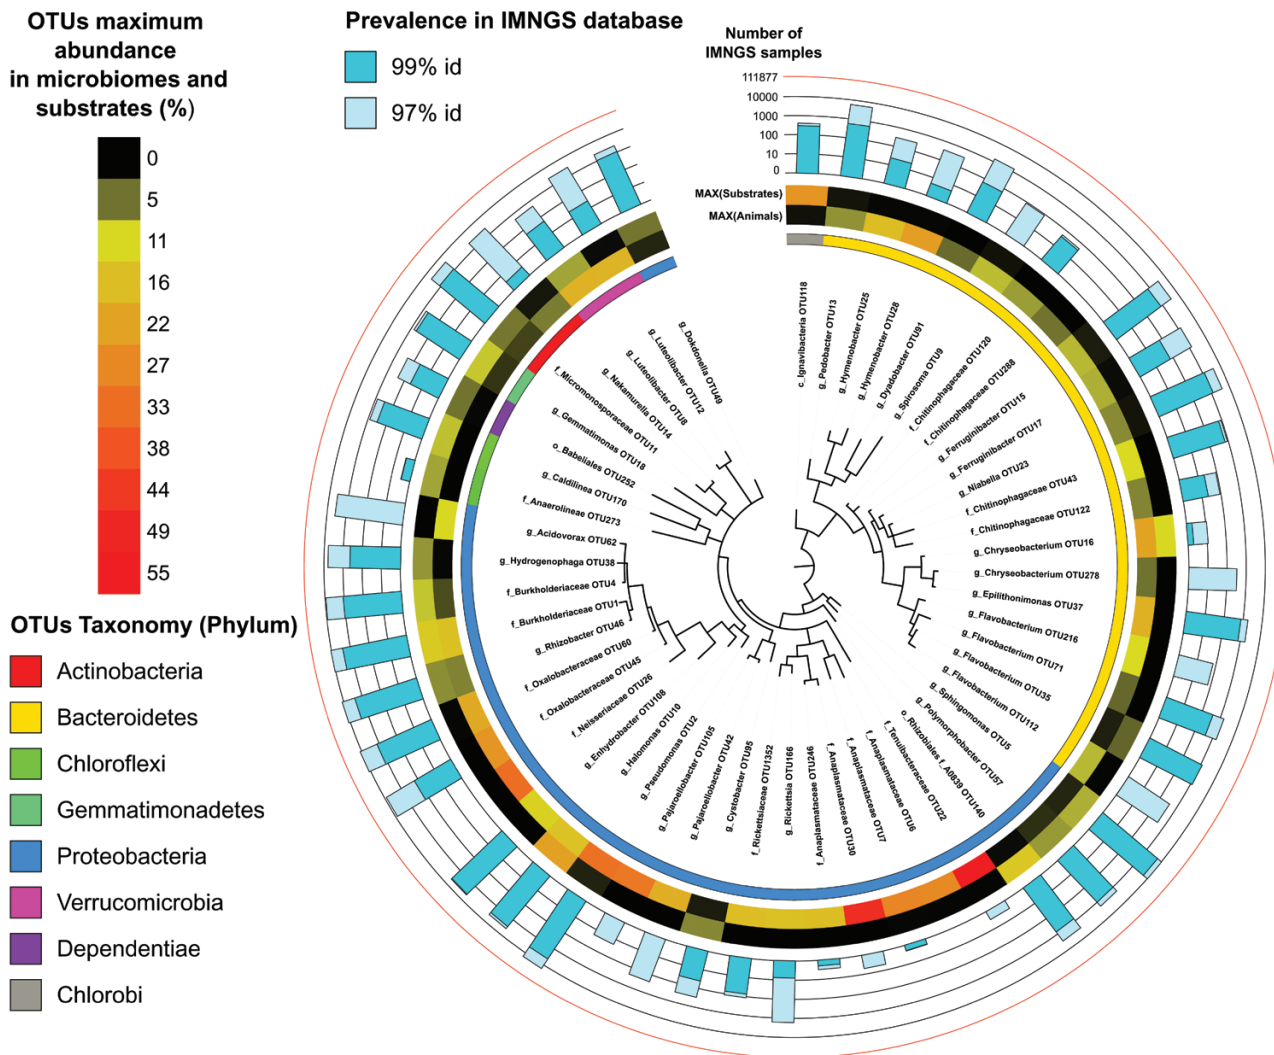 OTUs maximum
abundance
in microbiomes and
substrates (%)
0
5
11
16
22
27
33
38
44
49
55
OTUs Taxonomy (Phylum)
Actinobacteria
Bacteroidetes
Chloroflexi
Gemmatimonadetes
Proteobacteria
Verrucomicrobia
Dependentiae
Chlorobi
Prevalence in IMNGS database
99% id
97% id
Number of
IMNGS samples
111877
10000
1000
100
10
0
MAX(Substrates)
MAX(Animals)
c_Ignavibacteria OTU118
g_Pedobacter OTU13
g_Hymenobacter OTU25
g_Hymenobacter OTU28
g_Dyadobacter OTU91
g_Spirosoma OTU9
f_Chitinophagaceae OTU120
f_Chitinophagaceae OTU288
g_Ferruginibacter OTU15
g_Ferruginibacter OTU17
g_Niabella OTU23
f_Chitinophagaceae OTU43
f_Chitinophagaceae OTU122
g_Chryseobacterium OTU16
g_Chryseobacterium OTU278
g_Epilithonimonas OTU37
g_Flavobacterium OTU216
g_Flavobacterium OTU71
g_Flavobacterium OTU35
g_Flavobacterium OTU112
g_Sphingomonas OTU5
g_Polymorphobacter OTU57
o_Rhizobiales f_A0839 OTU140
f_Tenuibacteraceae OTU22
f_Anaplasmataceae OTU6
f_Anaplasmataceae OTU7
f_Anaplasmataceae OTU30
f_Anaplasmataceae OTU246
g_Rickettsia OTU166
f_Rickettsiaceae OTU1352
g_Cystobacter OTU95
g_Pajaroellobacter OTU42
g_Pajaroellobacter OTU105
g_Pseudomonas OTU2
g_Halomonas OTU10
g_Enhydrobacter OTU108
f_Neisseriaceae OTU26
f_Oxalobacteraceae OTU45
f_Oxalobacteraceae OTU60
g_Rhizobacter OTU46
f_Burkholderiaceae OTU1
f_Burkholderiaceae OTU4
g_Hydrogenophaga OTU38
g_Acidovorax OTU62
f_Anaerolineae OTU273
g_Caldilinea OTU170
o_Babeliales OTU252
g_Gemmatimonas OTU18
f_Micromonosporaceae OTU11
g_Nakamurella OTU14
g_Luteolibacter OTU8
g_Luteolibacter OTU12
g_Dokdonella OTU49